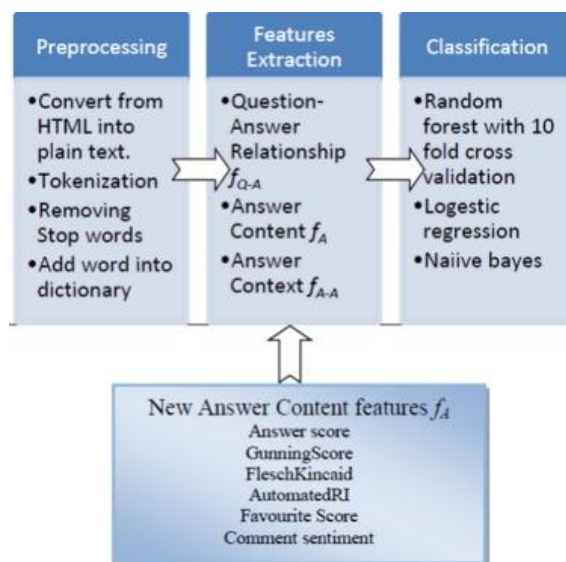 Preprocessing
•Convert from
HTML into
plain text.
•Tokenization
•Removing
Stop words
•Add word into
dictionary
Features
Extraction
•Question-
Answer
Relationship
fQ-A
•Answer
Content fA
•Answer
Context fA-A
Classification
•Random
forest with 10
fold cross
validation
•Logestic
regression
•Naiive bayes
New Answer Content features fA
Answer score
GunningScore
FleschKincaid
AutomatedRI
Favourite Score
Comment sentiment